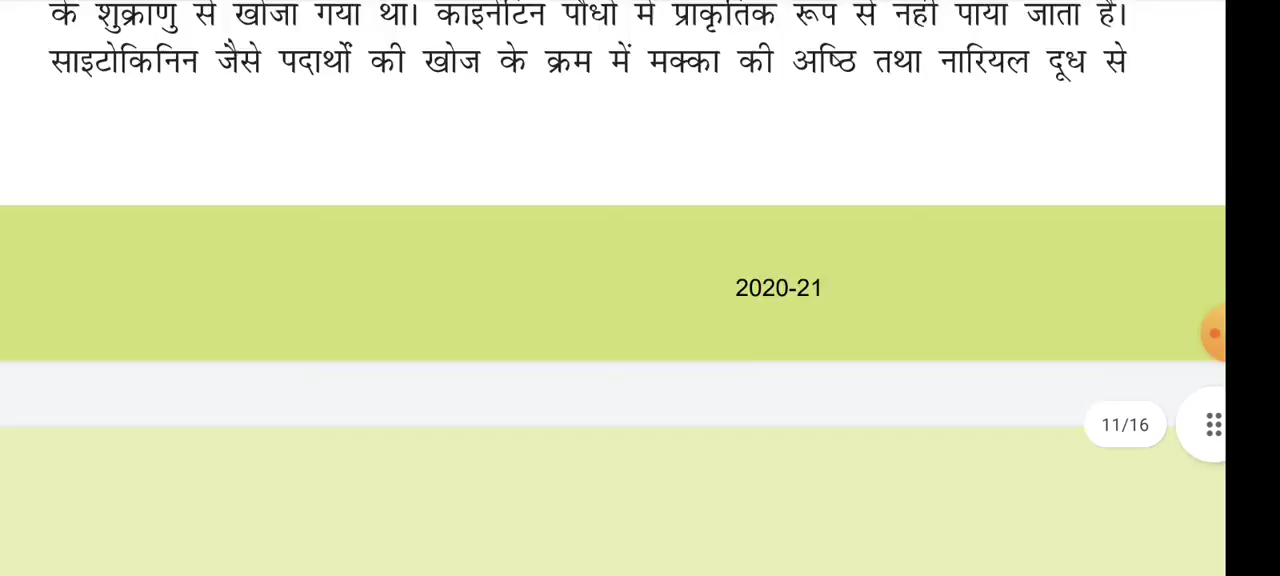 के शुक्राणु से खोजा गया था। काइनेटिन पौधों में प्राकृतिक रूप से नहीं पाया जाता है।
साइटोकिनिन जैसे पदार्थों की खोज के क्रम में मक्का की अष्ठि तथा नारियल दूध से
2020-21
11/16